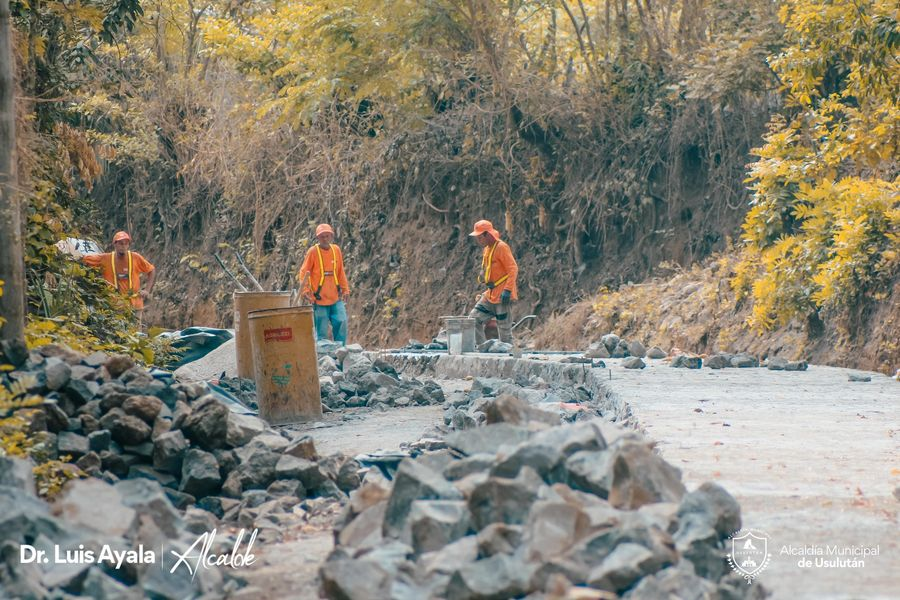 Dr. Luis Ayala | Alcalde
Alcaldía Municipal
de Usulután